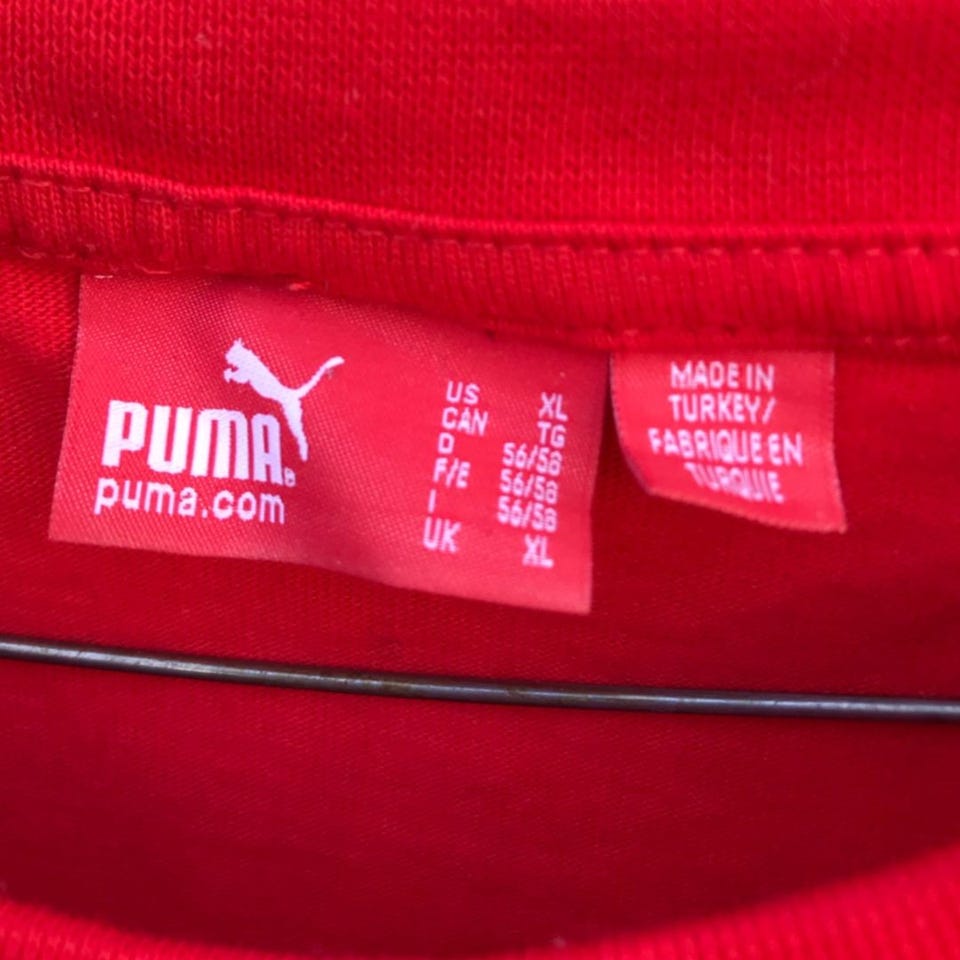 PUMA
puma.com
US XL
CAN TG
D 56/58
F/E 56/58
I 56/58
UK XL
MADE IN
TURKEY/
FABRIQUE EN
TURQUIE